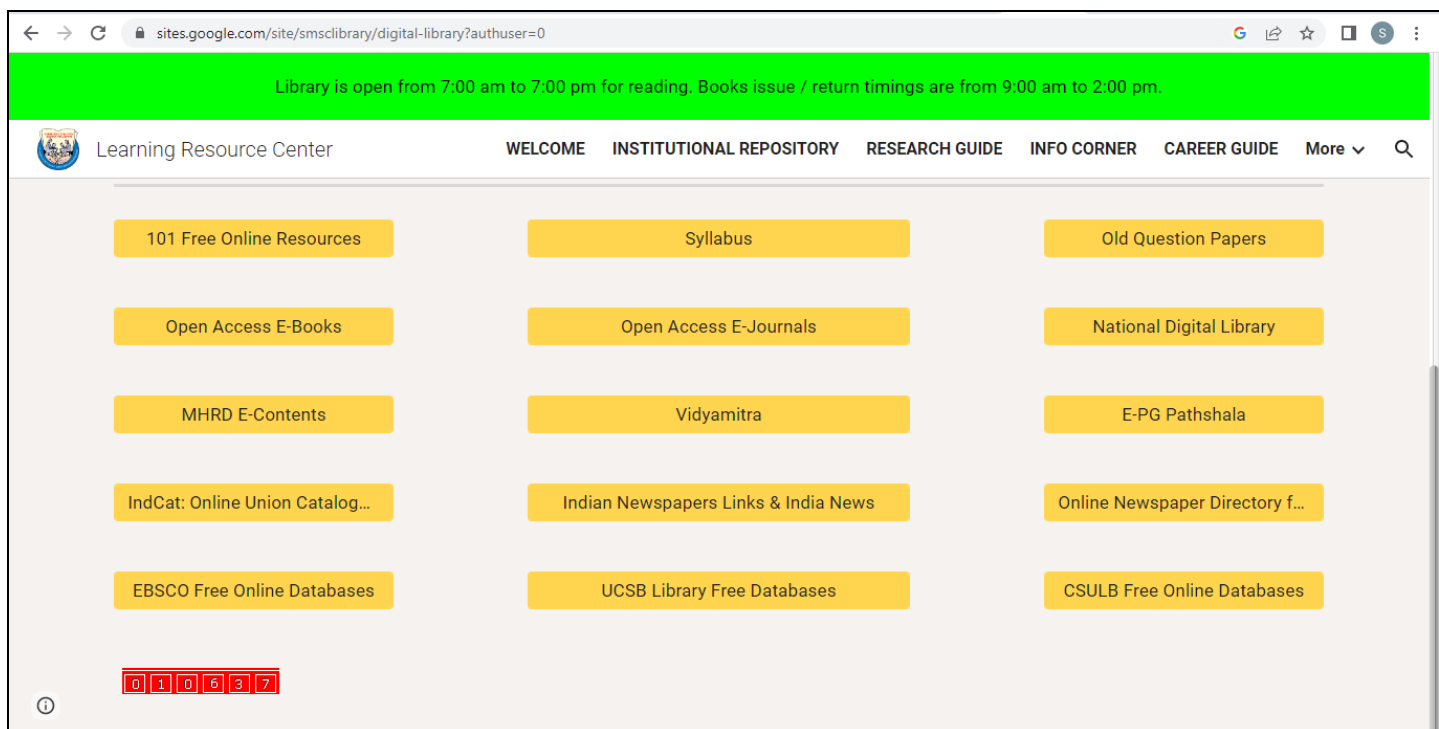 sites.google.com/site/smsclibrary/digital-library?authuser=0
S
Library is open from 7:00 am to 7:00 pm for reading. Books issue / return timings are from 9:00 am to 2:00 pm.
Learning Resource Center WELCOME INSTITUTIONAL REPOSITORY RESEARCH GUIDE INFO CORNER CAREER GUIDE More
101 Free Online Resources Syllabus Old Question Papers
Open Access E-Books Open Access E-Journals National Digital Library
MHRD E-Contents Vidyamitra E-PG Pathshala
IndCat: Online Union Catalog... Indian Newspapers Links & India News Online Newspaper Directory f...
EBSCO Free Online Databases UCSB Library Free Databases CSULB Free Online Databases
010637